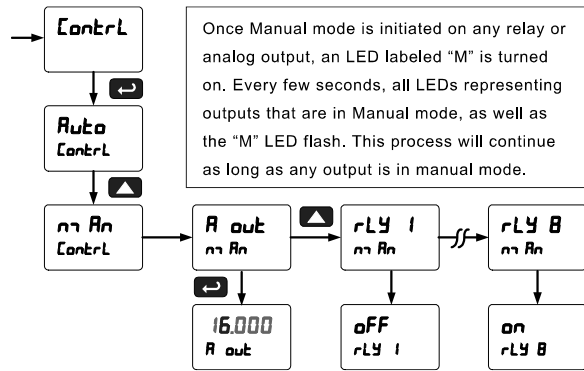 ContrL
Once Manual mode is initiated on any relay or
analog output, an LED labeled “M” is turned
on. Every few seconds, all LEDs representing
outputs that are in Manual mode, as well as
the “M” LED flash. This process will continue
as long as any output is in manual mode.
Auto
ContrL
mAn
ContrL
A out
mAn
rLY 1
mAn
rLY 8
mAn
16.000
A out
oFF
rLY 1
on
rLY 8